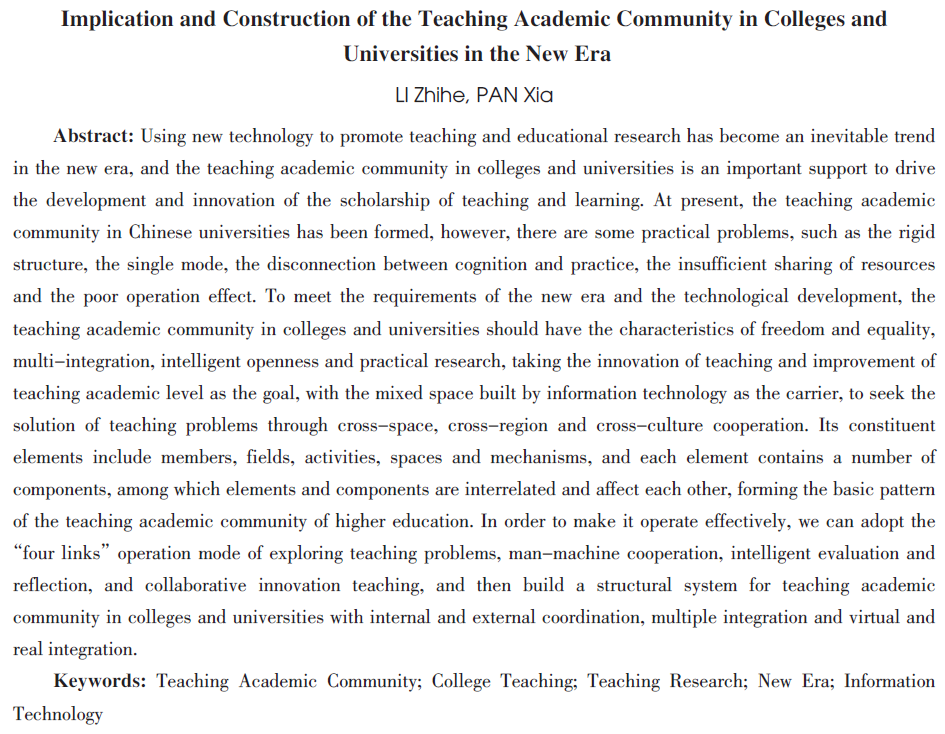 Implication and Construction of the Teaching Academic Community in Colleges and
Universities in the New Era
LI Zhihe, PAN Xia
Abstract: Using new technology to promote teaching and educational research has become an inevitable trend
in the new era, and the teaching academic community in colleges and universities is an important support to drive
the development and innovation of the scholarship of teaching and learning. At present, the teaching academic
community in Chinese universities has been formed, however, there are some practical problems, such as the rigid
structure, the single mode, the disconnection between cognition and practice, the insufficient sharing of resources
and the poor operation effect. To meet the requirements of the new era and the technological development, the
teaching academic community in colleges and universities should have the characteristics of freedom and equality,
multi−integration, intelligent openness and practical research, taking the innovation of teaching and improvement of
teaching academic level as the goal, with the mixed space built by information technology as the carrier, to seek the
solution of teaching problems through cross−space, cross−region and cross−culture cooperation. Its constituent
elements include members, fields, activities, spaces and mechanisms, and each element contains a number of
components, among which elements and components are interrelated and affect each other, forming the basic pattern
of the teaching academic community of higher education. In order to make it operate effectively, we can adopt the
“four links” operation mode of exploring teaching problems, man−machine cooperation, intelligent evaluation and
reflection, and collaborative innovation teaching, and then build a structural system for teaching academic
community in colleges and universities with internal and external coordination, multiple integration and virtual and
real integration.
Keywords: Teaching Academic Community; College Teaching; Teaching Research; New Era; Information
Technology